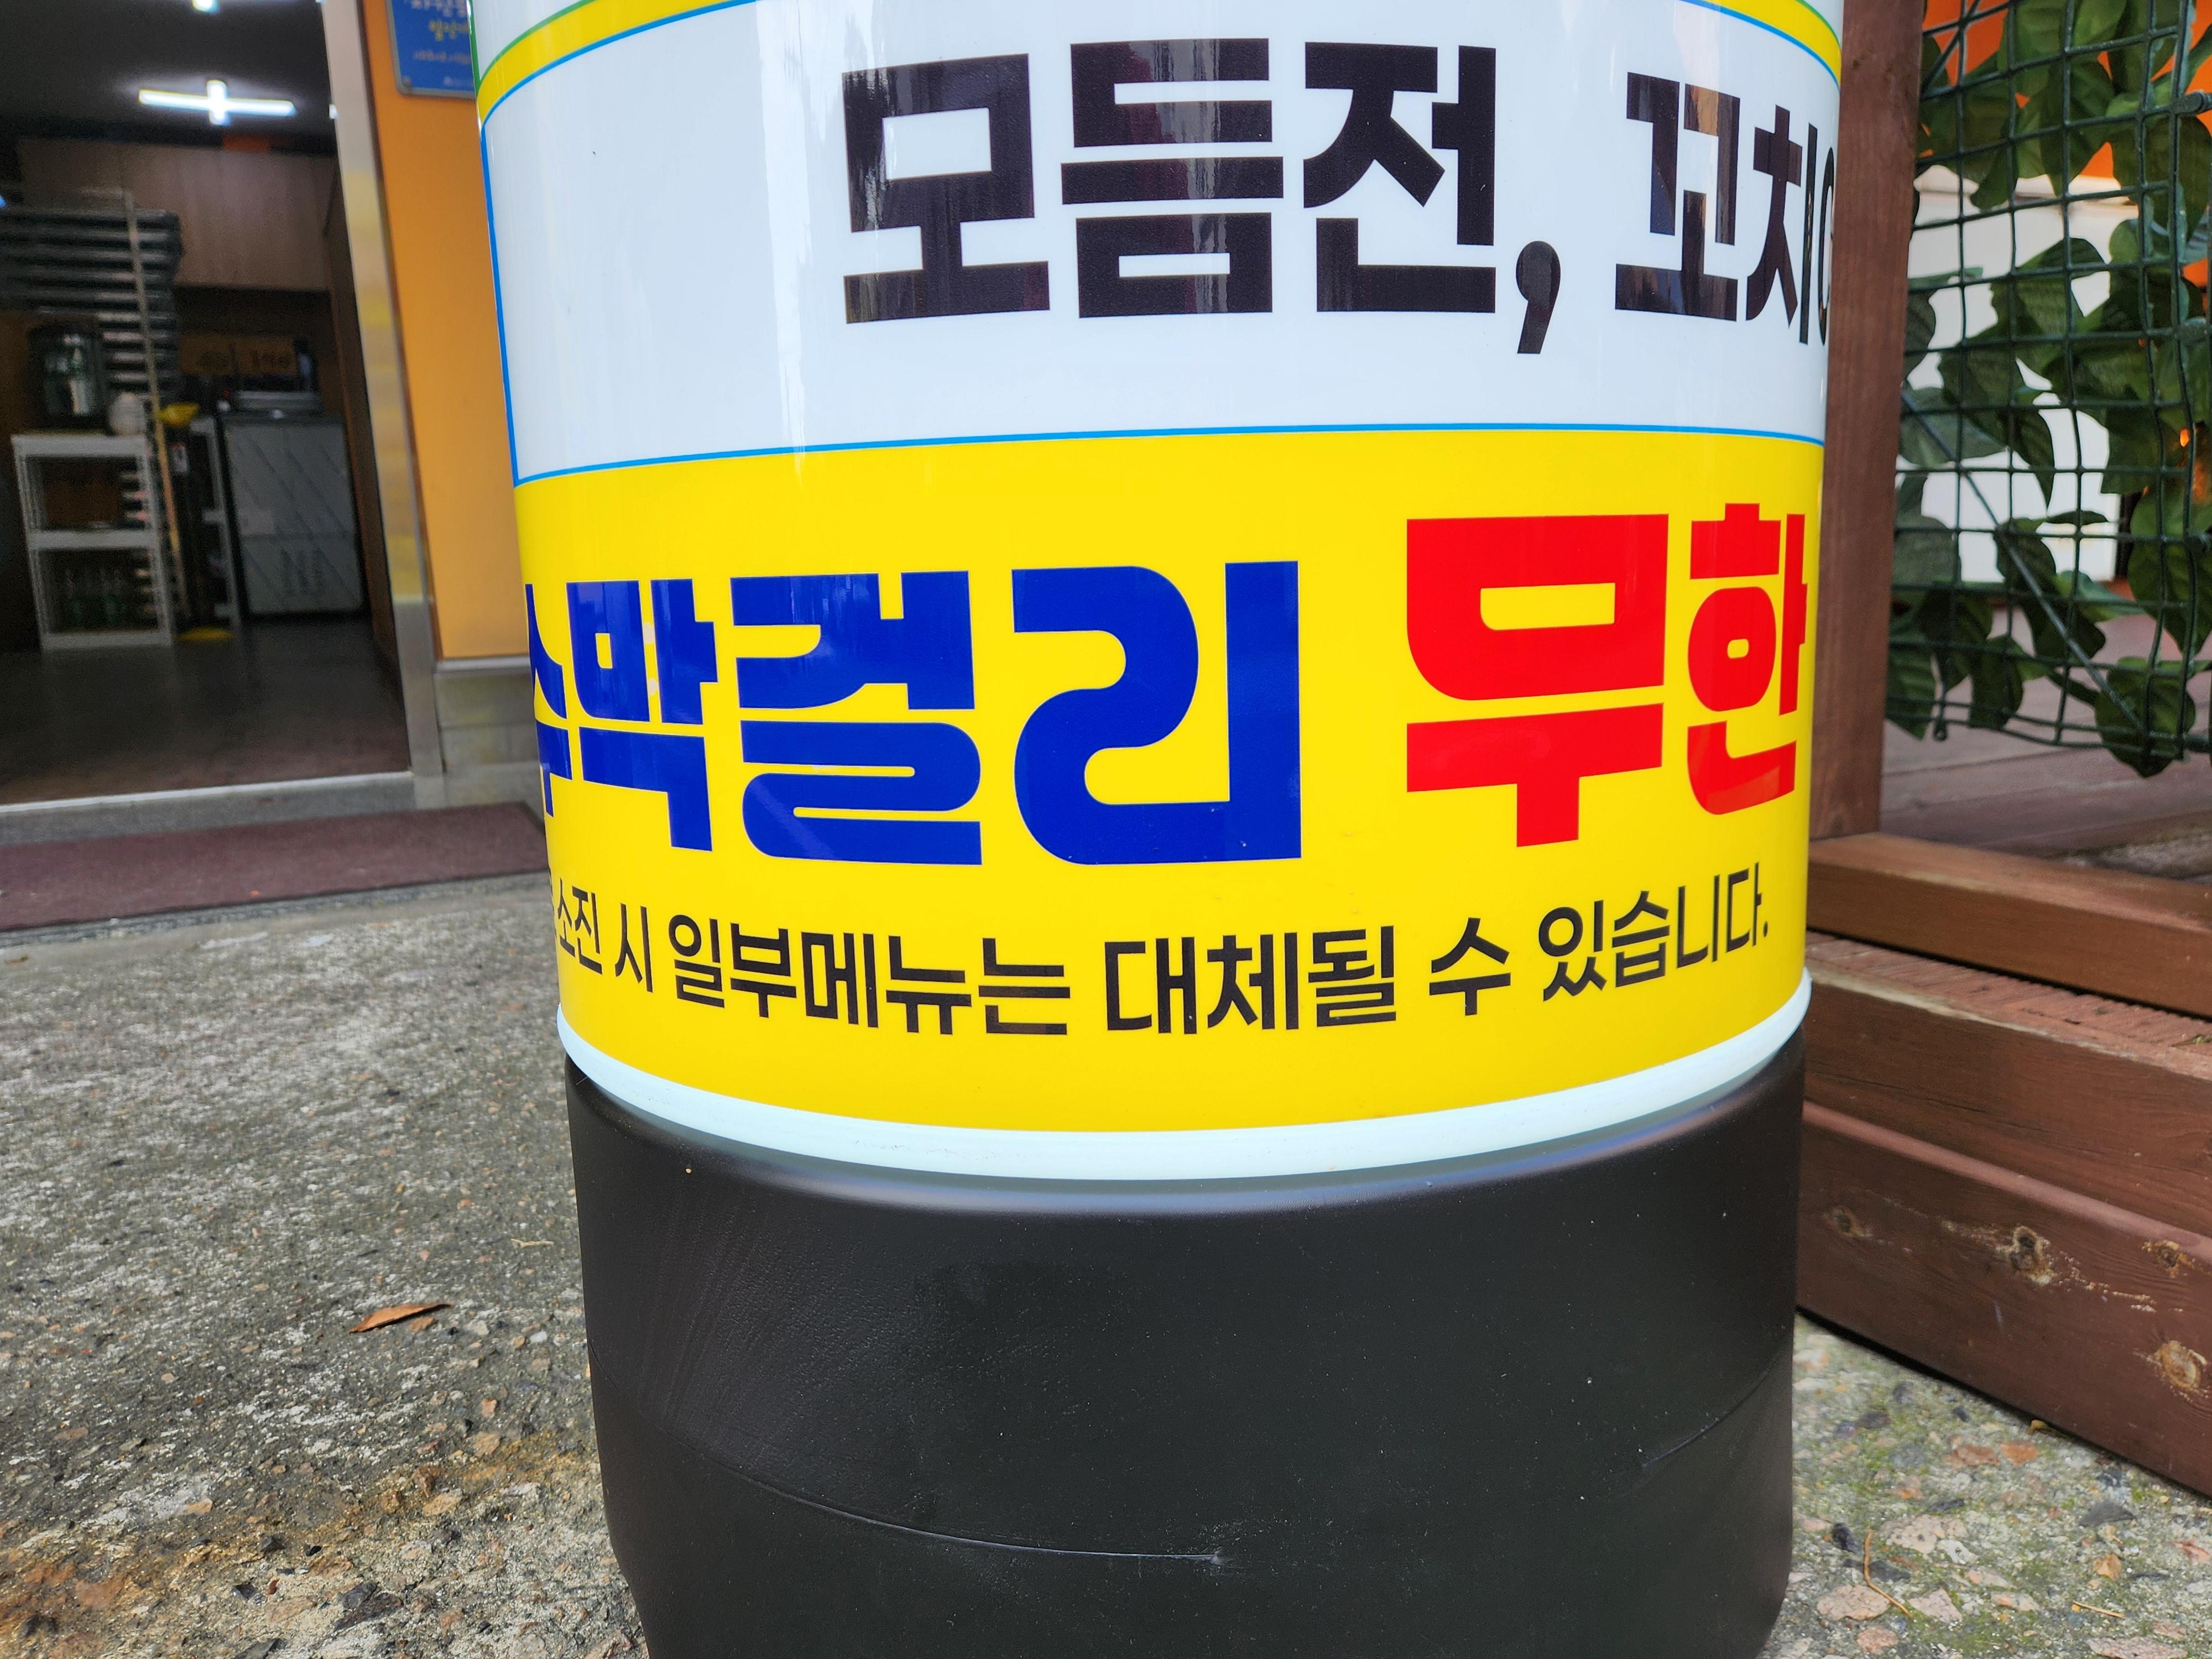 모듬전, 꼬치
막걸리 무한
소진 시 일부메뉴는 대체될 수 있습니다.